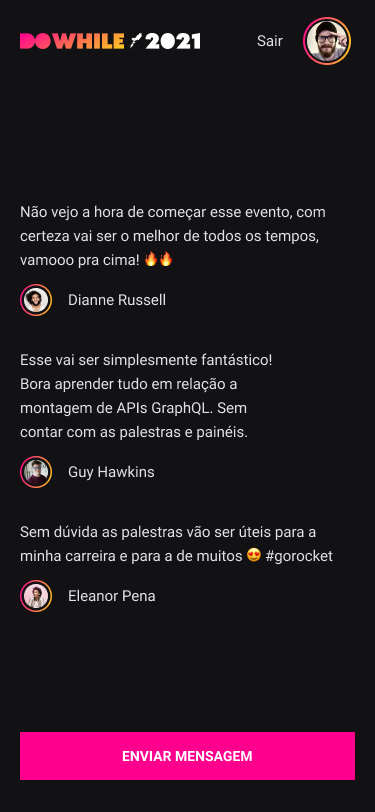 DOWHILE 2021
Sair
Não vejo a hora de começar esse evento, com
certeza vai ser o melhor de todos os tempos,
vamooo pra cima! 🔥🔥
Dianne Russell
Esse vai ser simplesmente fantástico!
Bora aprender tudo em relação a
montagem de APIs GraphQL. Sem
contar com as palestras e painéis.
Guy Hawkins
Sem dúvida as palestras vão ser úteis para a
minha carreira e para a de muitos 😍 #gorocket
Eleanor Pena
ENVIAR MENSAGEM